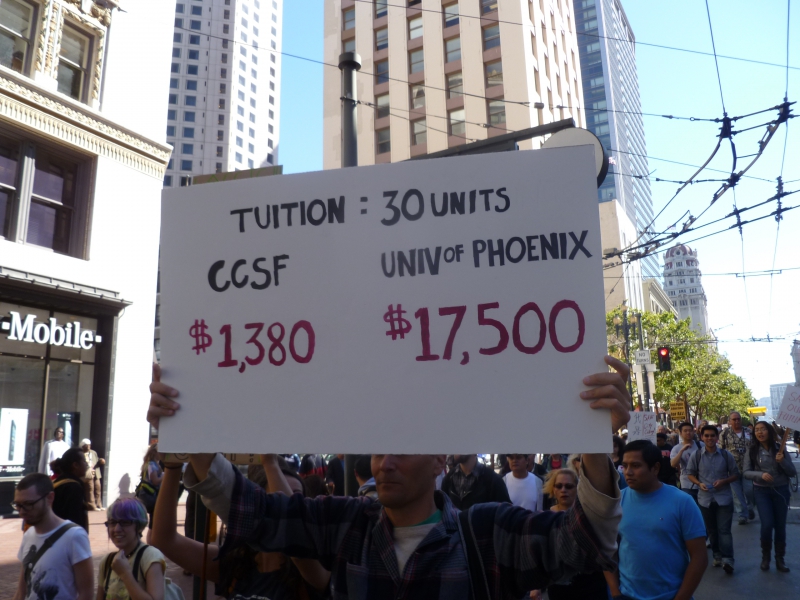 TUITION : 30 UNITS
CCSF
UNIV OF PHOENIX
$1,380
$17,500
-Mobile-